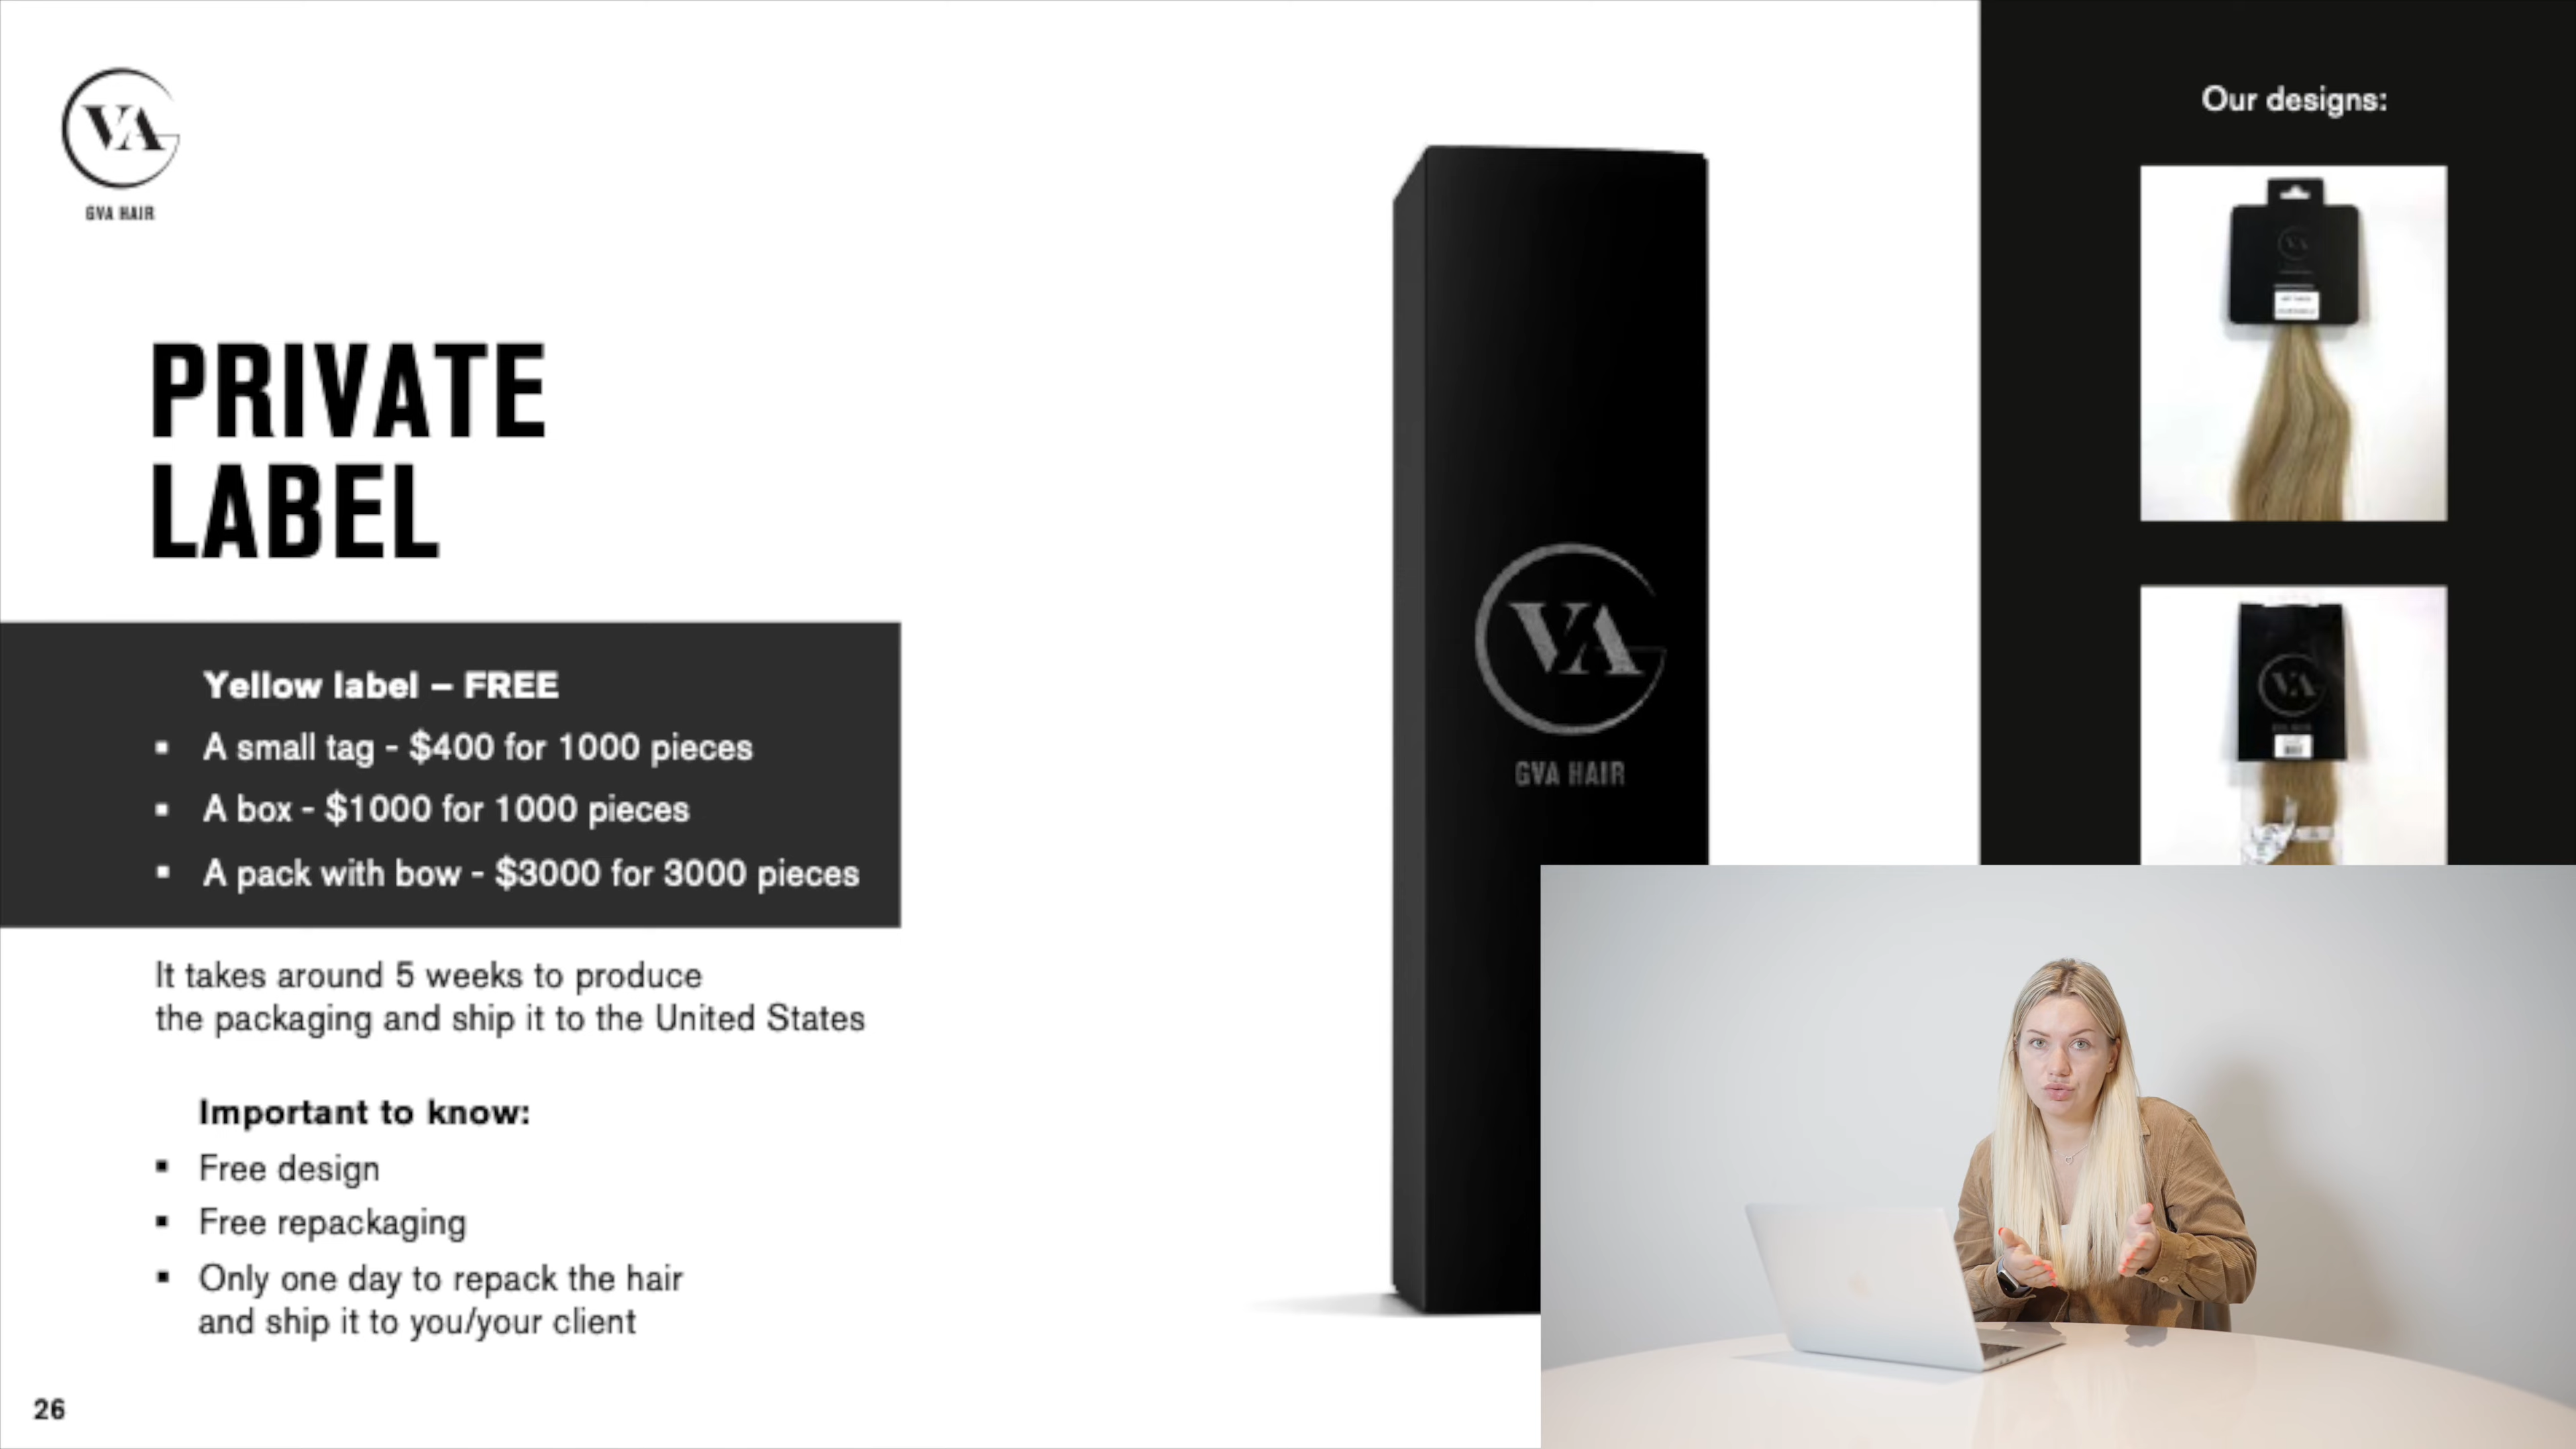 VA
GVA HAIR
PRIVATE
LABEL
Yellow label – FREE
▪ A small tag - $400 for 1000 pieces
▪ A box - $1000 for 1000 pieces
▪ A pack with bow - $3000 for 3000 pieces
It takes around 5 weeks to produce
the packaging and ship it to the United States
Important to know:
▪ Free design
▪ Free repackaging
▪ Only one day to repack the hair
and ship it to you/your client
26
VA
GVA HAIR
Our designs:
VA
VA